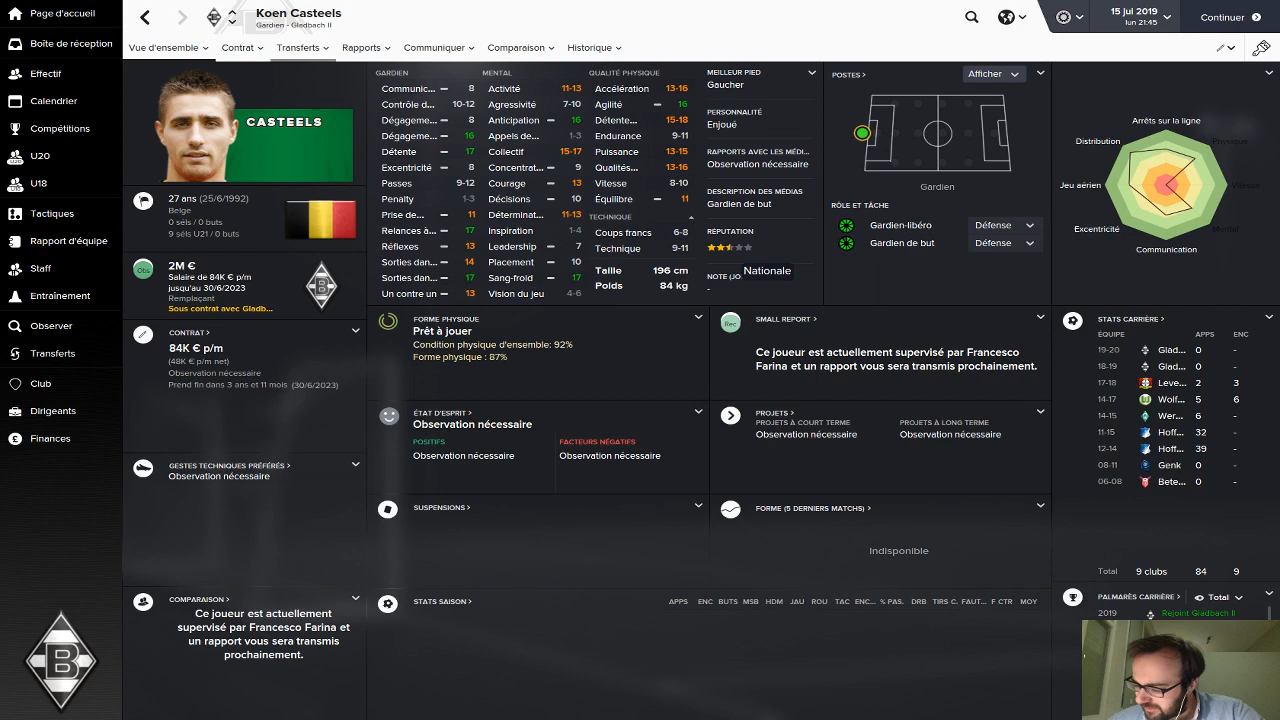 Page d'accueil
Boîte de réception
Effectif
Calendrier
Compétitions
U20
U18
Tactiques
Rapport d'équipe
Staff
Entraînement
Observer
Transferts
Club
Dirigeants
Finances
Koen Casteels
Gardien - Gladbach II
15 jul 2019
lun 21:45
Continuer
Vue d'ensemble
Contrat
Transferts
Rapports
Communiquer
Comparaison
Historique
CASTEELS
27 ans (25/6/1992)
Belge
0 séls / 0 buts
9 séls U21 / 0 buts
Obs
2M €
Salaire de 84K € p/m
jusqu'au 30/6/2023
Remplaçant
Sous contrat avec Gladb...
CONTRAT >
84K € p/m
(48K € p/m net)
Observation nécessaire
Prend fin dans 3 ans et 11 mois (30/6/2023)
GESTES TECHNIQUES PRÉFÉRÉS >
Observation nécessaire
COMPARAISON >
Ce joueur est actuellement
supervisé par Francesco
Farina et un rapport vous sera
transmis prochainement.
GARDIEN
Communic... 8
Contrôle d... 10-12
Dégageme... 8
Dégageme... 16
Détente 17
Excentricité 8
Passes 9-12
Penalty 1-3
Prise de... 11
Relances à... 17
Réflexes 13
Sorties dan... 14
Sorties dan... 17
Un contre un 13
MENTAL
Activité 11-13
Agressivité 7-10
Anticipation 16
Appels de... 1-3
Collectif 15-17
Concentrat... 9
Courage 13
Décisions 10
Déterminat... 11-13
Inspiration 1-4
Leadership 7
Placement 10
Sang-froid 17
Vision du jeu 4-6
QUALITÉ PHYSIQUE
Accélération 13-16
Agilité 16
Détente... 15-18
Endurance 9-11
Puissance 13-15
Qualités... 13-16
Vitesse 8-10
Équilibre 11
TECHNIQUE
Coups francs 6-8
Technique 9-11
Taille 196 cm
Poids 84 kg
MEILLEUR PIED
Gaucher
PERSONNALITÉ
Enjoué
RAPPORTS AVEC LES MÉDI...
Observation nécessaire
DESCRIPTION DES MÉDIAS
Gardien de but
RÉPUTATION
Nationale
NOTE (JO
-
POSTES >
Afficher
Gardien
RÔLE ET TÂCHE
Gardien-libéro Défense
Gardien de but Défense
Arrêts sur la ligne
Physique
Vitesse
Mental
Communication
Excentricité
Jeu aérien
Distribution
FORME PHYSIQUE
Prêt à jouer
Condition physique d'ensemble: 92%
Forme physique : 87%
Rec
SMALL REPORT >
Ce joueur est actuellement supervisé par Francesco
Farina et un rapport vous sera transmis prochainement.
ÉTAT D'ESPRIT >
Observation nécessaire
POSITIFS
Observation nécessaire
FACTEURS NÉGATIFS
Observation nécessaire
PROJETS >
PROJETS À COURT TERME
Observation nécessaire
PROJETS À LONG TERME
Observation nécessaire
SUSPENSIONS >
FORME (5 DERNIERS MATCHS) >
Indisponible
STATS SAISON >
APPS ENC BUTS MSB HDM JAU ROU TAC ENC... % PAS. DRB TIRS C. FAUT... F CTR MOY
STATS CARRIÈRE >
ÉQUIPE APPS ENC
19-20 Glad... 0 -
18-19 Glad... 0 -
17-18 Leve... 2 3
14-17 Wolf... 5 6
14-15 Wer... 6 -
11-15 Hoff... 32 -
12-14 Hoff... 39 -
08-11 Genk 0 -
06-08 Bete... 0 -
Total 9 clubs 84 9
PALMARÈS CARRIÈRE >
Total
2019 Rejoint Gladbach II
B